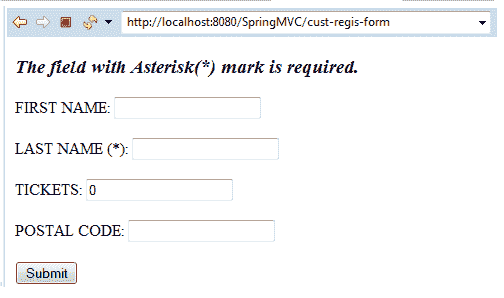 http://localhost:8080/SpringMVC/cust-regis-form
The field with Asterisk(*) mark is required.
FIRST NAME:
LAST NAME (*):
TICKETS: 0
POSTAL CODE:
Submit